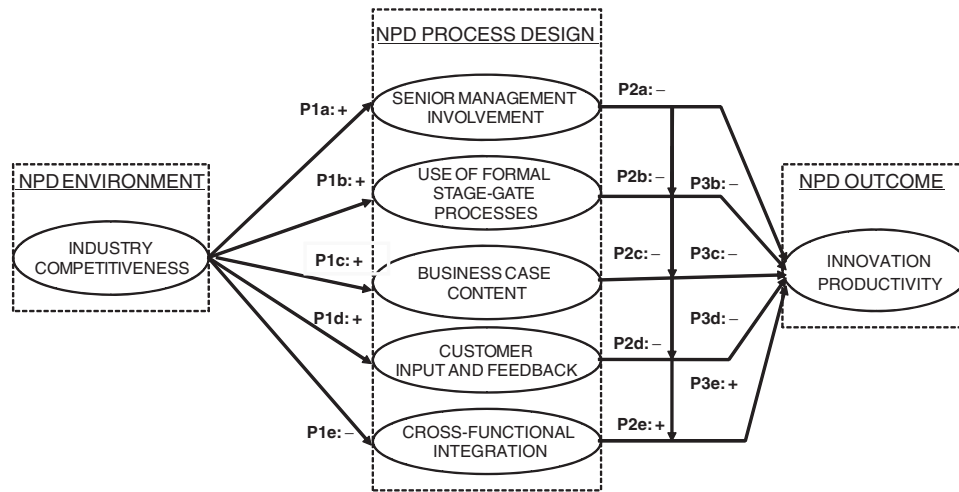 NPD PROCESS DESIGN
SENIOR MANAGEMENT
INVOLVEMENT
USE OF FORMAL
STAGE-GATE
PROCESSES
BUSINESS CASE
CONTENT
CUSTOMER
INPUT AND FEEDBACK
CROSS-FUNCTIONAL
INTEGRATION
NPD ENVIRONMENT
INDUSTRY
COMPETITIVENESS
P1a: +
P1b: +
P1c: +
P1d: +
P1e: –
P2a: –
P2b: –
P3b: –
P2c: –
P3c: –
P3d: –
P2d: –
P3e: +
P2e: +
NPD OUTCOME
INNOVATION
PRODUCTIVITY